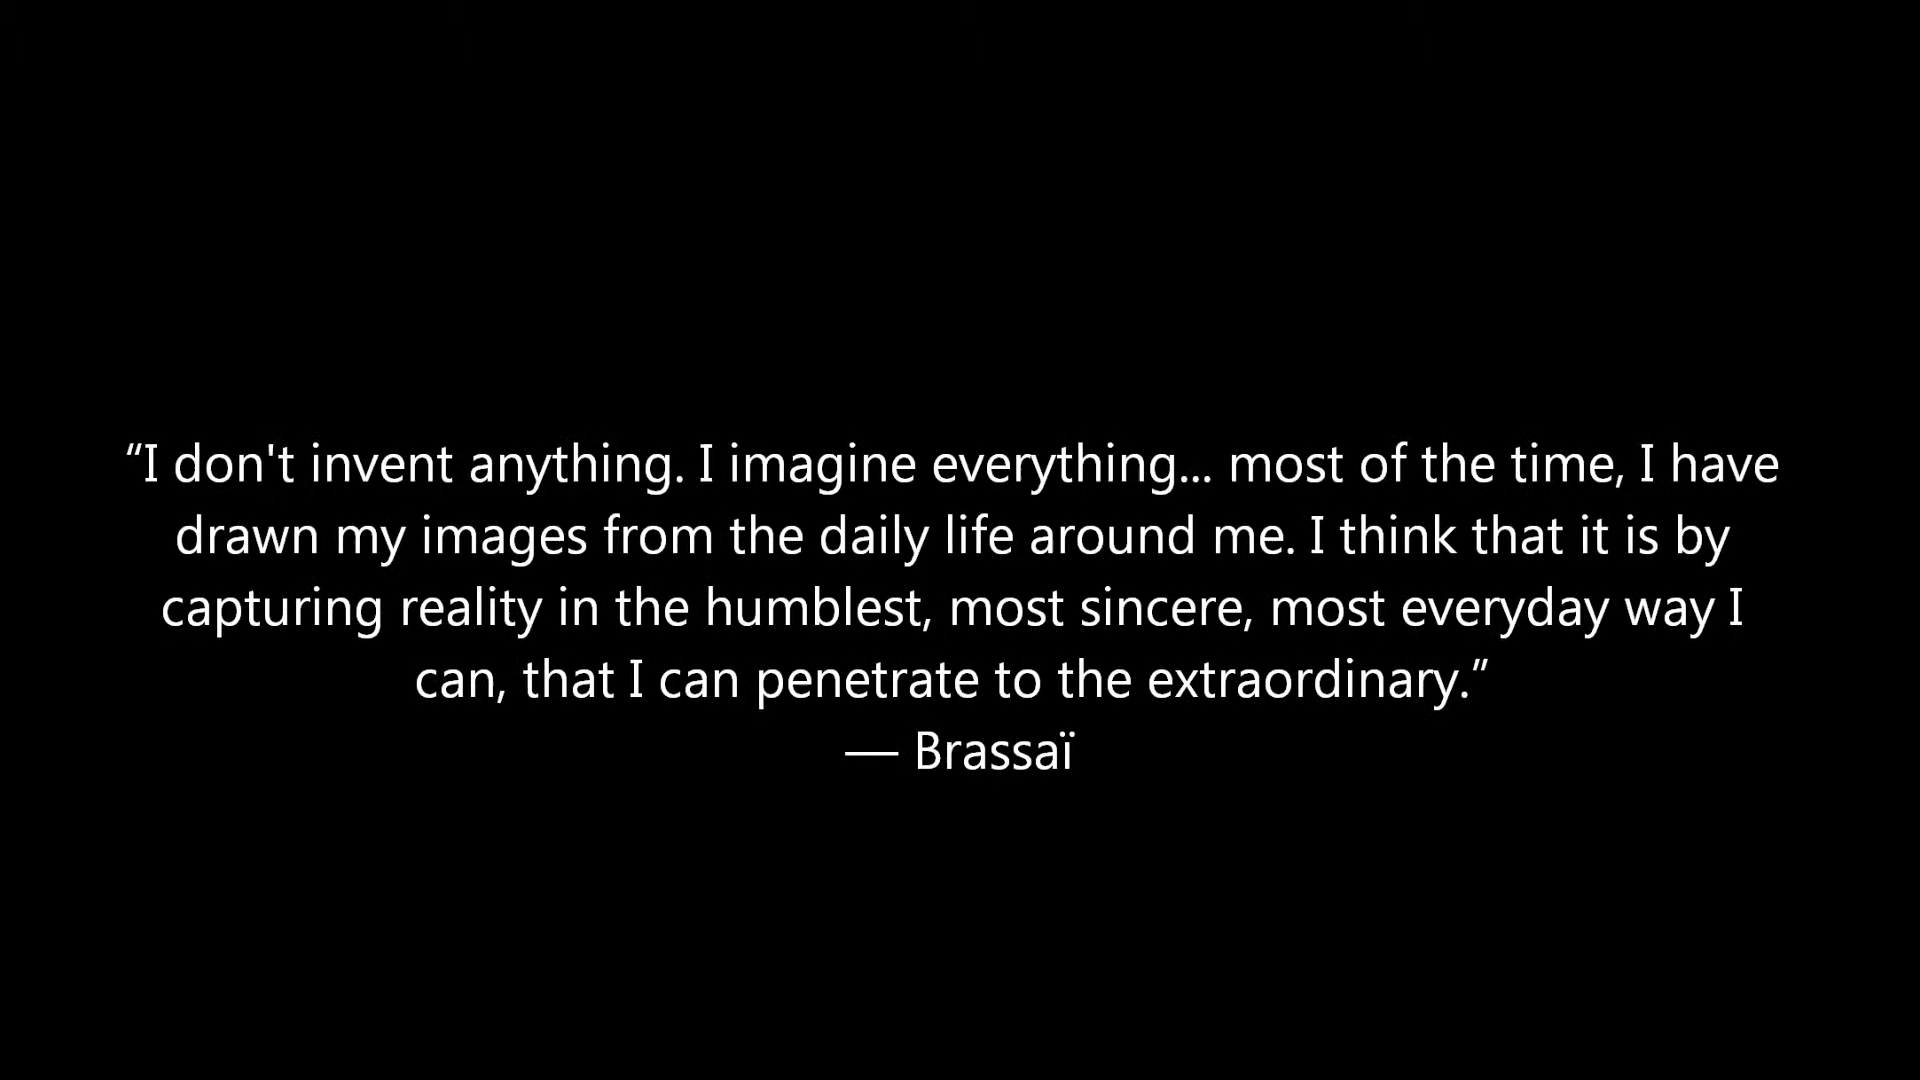 “I don't invent anything. I imagine everything... most of the time, I have
drawn my images from the daily life around me. I think that it is by
capturing reality in the humblest, most sincere, most everyday way I
can, that I can penetrate to the extraordinary.”
— Brassaï